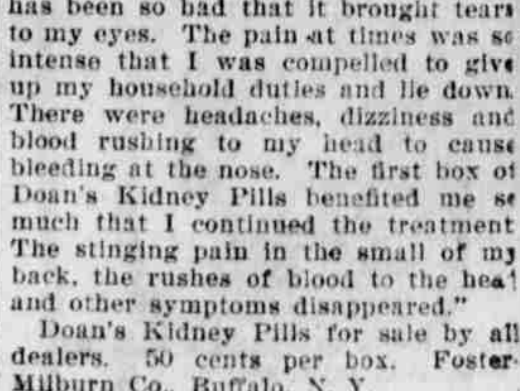 has been so bad that it brought tears
to my eyes. The pain at times was so
intense that I was compelled to give
up my household duties and lie down.
There were headaches, dizziness and
blood rushing to my head to cause
bleeding at the nose. The first box of
Doan's Kidney Pills benefited me so
much that I continued the treatment
The stinging pain in the small of my
back, the rushes of blood to the head
and other symptoms disappeared."
Doan's Kidney Pills for sale by all
dealers. 50 cents per box. Foster-
Milburn Co., Buffalo, N. Y.